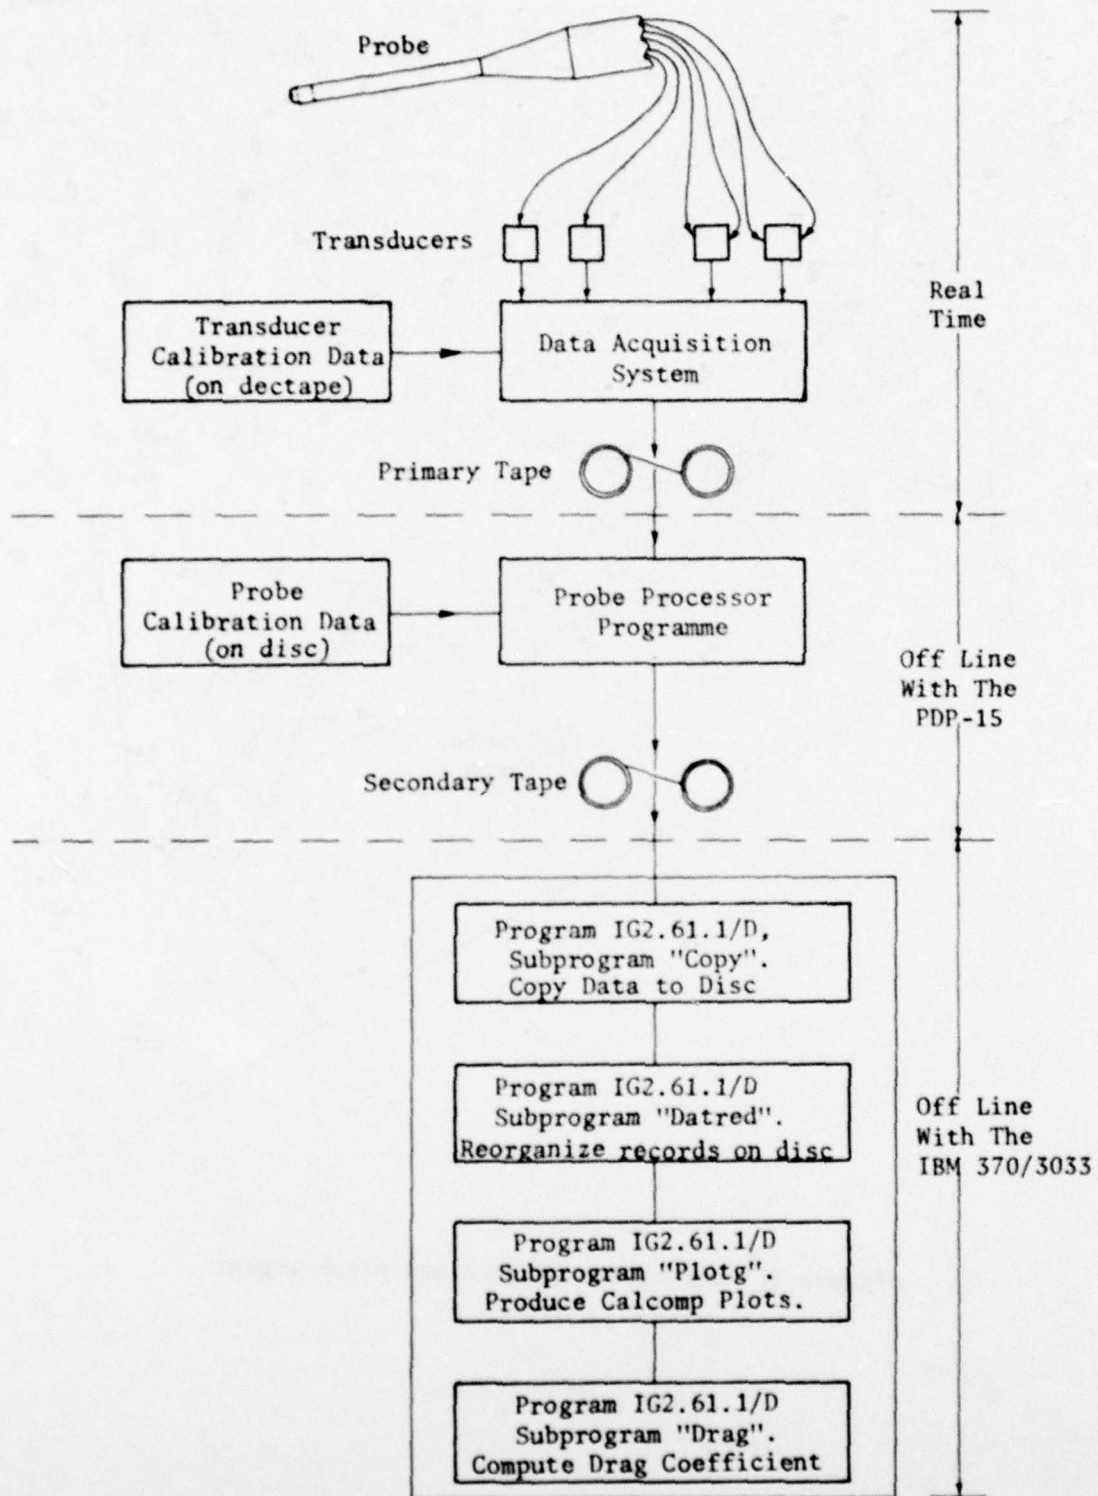 Probe
Transducers
Real
Time
Transducer
Calibration Data
(on dectape)
Data Acquisition
System
Primary Tape
Probe
Calibration Data
(on disc)
Probe Processor
Programme
Off Line
With The
PDP-15
Secondary Tape
Program IG2.61.1/D,
Subprogram "Copy".
Copy Data to Disc
Program IG2.61.1/D
Subprogram "Datred".
Reorganize records on disc
Off Line
With The
IBM 370/3033
Program IG2.61.1/D
Subprogram "Plotg".
Produce Calcomp Plots.
Program IG2.61.1/D
Subprogram "Drag".
Compute Drag Coefficient